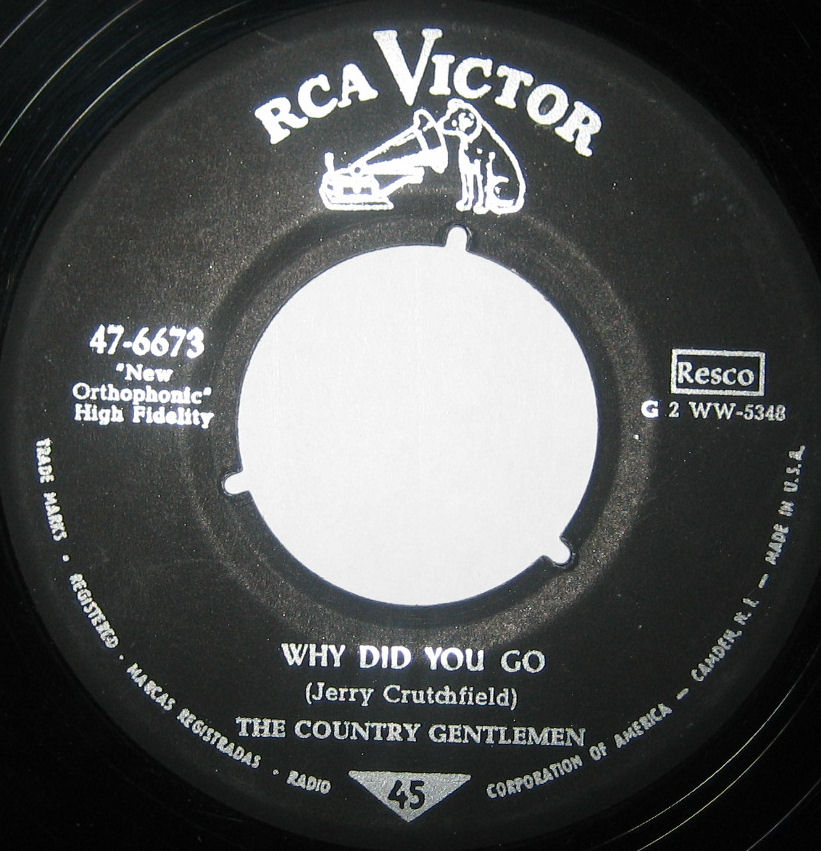 RCA VICTOR
47-6673
"New
Orthophonic"
High Fidelity
Resco
G 2 WW-5348
WHY DID YOU GO
(Jerry Crutchfield)
THE COUNTRY GENTLEMEN
45
TRADE MARKS • REGISTERED • MARCAS REGISTRADAS • RADIO CORPORATION OF AMERICA — CAMDEN, N. J. — MADE IN U.S.A.